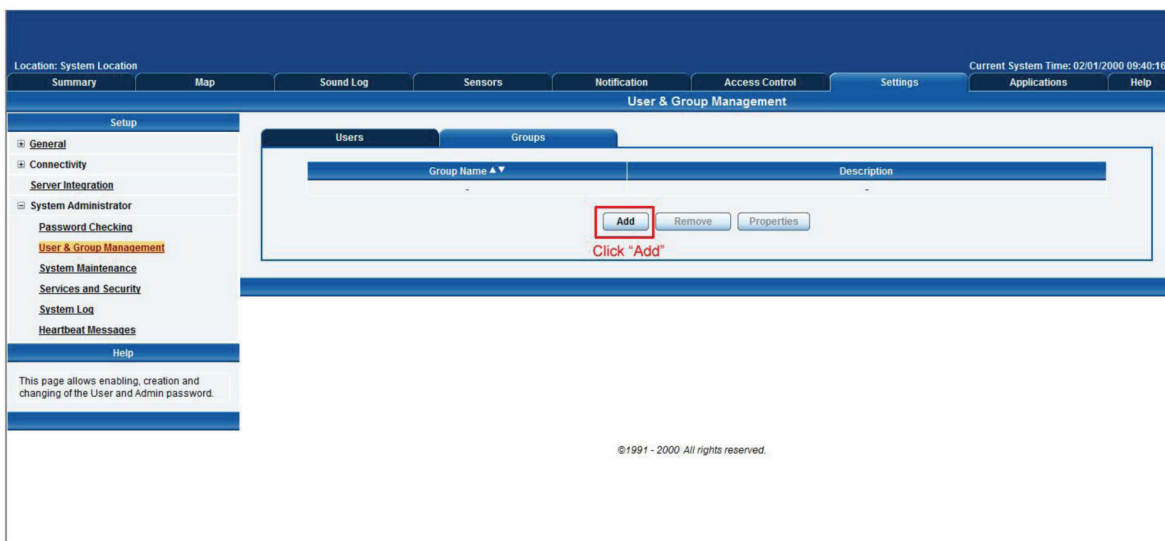 Location: System Location
Current System Time: 02/01/2000 09:40:16
Summary Map Sound Log Sensors Notification Access Control Settings Applications Help
User & Group Management
Setup
General
Connectivity
Server Integration
System Administrator
Password Checking
User & Group Management
System Maintenance
Services and Security
System Log
Heartbeat Messages
Help
This page allows enabling, creation and
changing of the User and Admin password.
Users Groups
Group Name ▲▼ Description
- -
Add Remove Properties
Click "Add"
©1991 - 2000 All rights reserved.